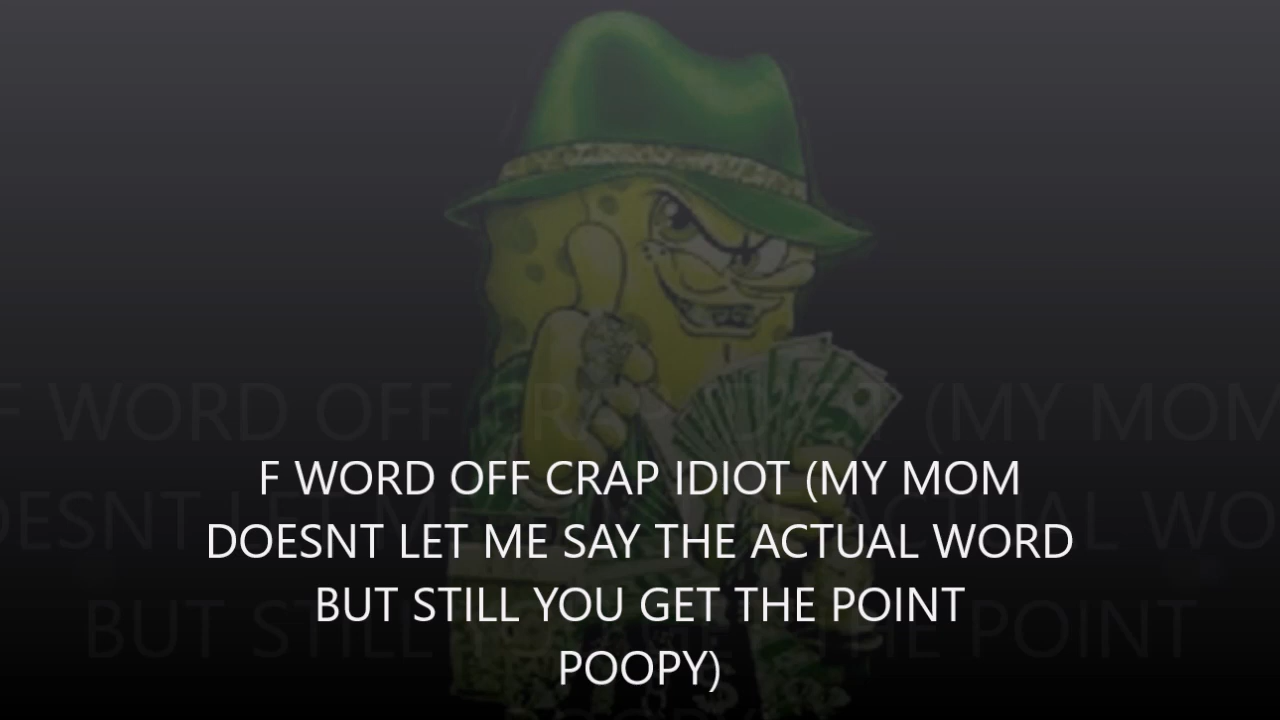 F WORD OFF CRAP IDIOT (MY MOM
DOESNT LET ME SAY THE ACTUAL WORD
BUT STILL YOU GET THE POINT
POOPY)